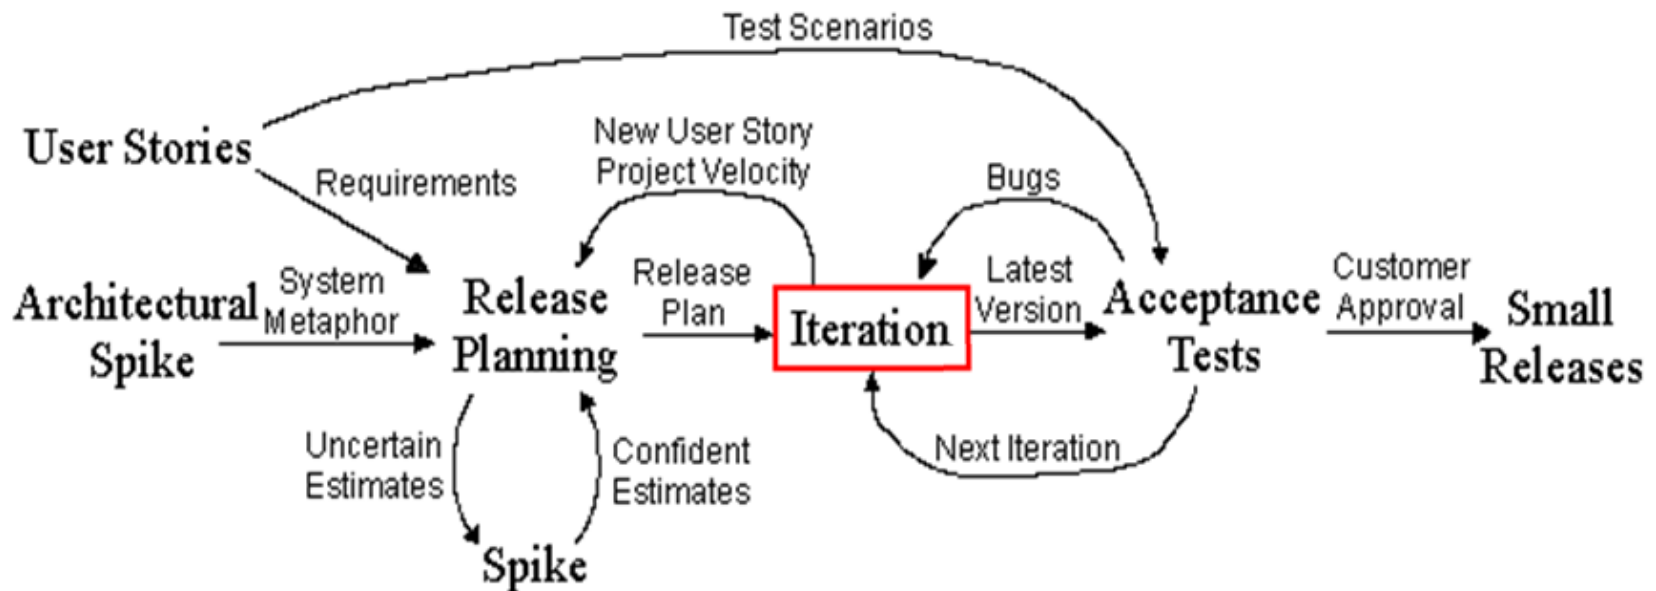 Test Scenarios
User Stories
Requirements
New User Story
Project Velocity
Bugs
Architectural
Spike
System
Metaphor
Release
Planning
Release
Plan
Iteration
Latest
Version
Acceptance
Tests
Customer
Approval
Small
Releases
Uncertain
Estimates
Confident
Estimates
Next Iteration
Spike